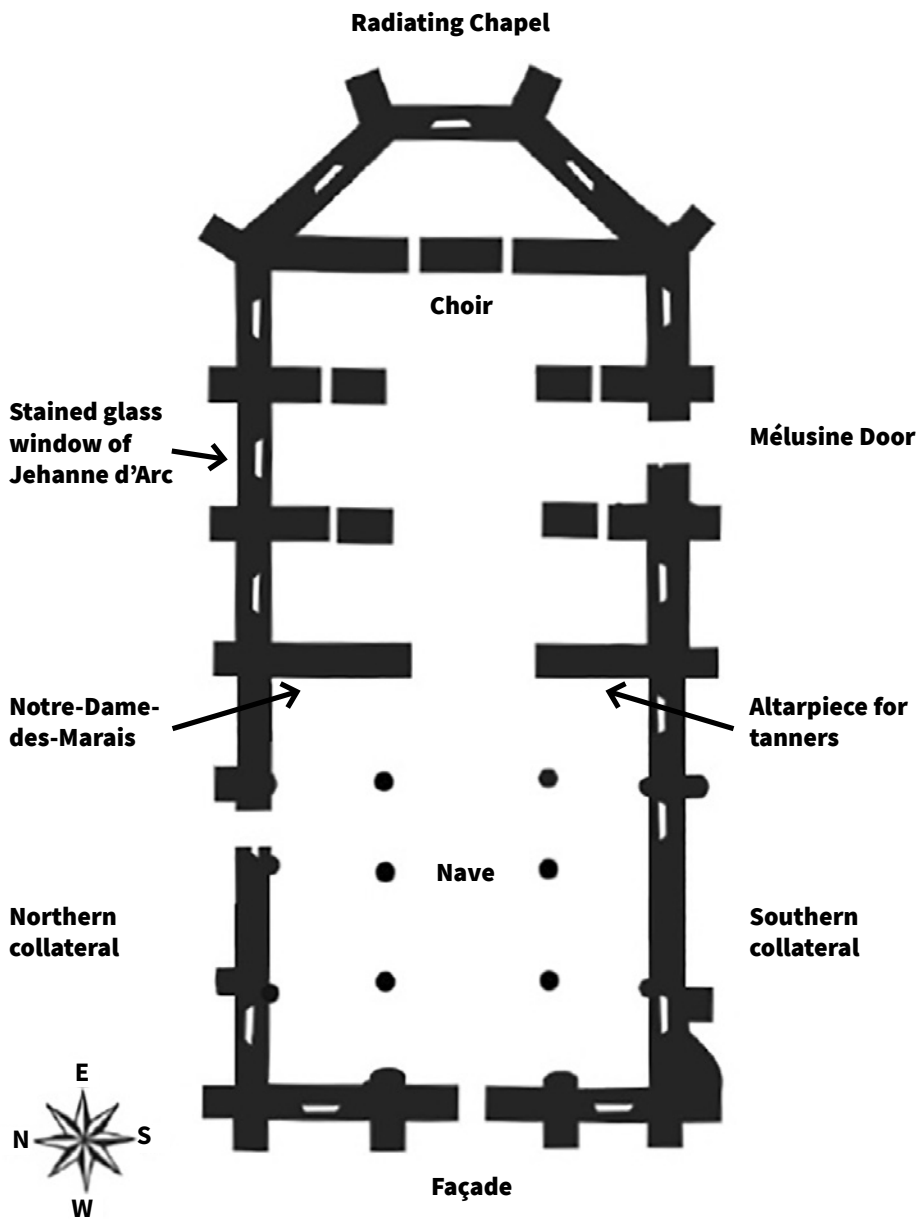 Radiating Chapel
Choir
Stained glass
window of
Jehanne d’Arc
Mélusine Door
Notre-Dame-
des-Marais
Altarpiece for
tanners
Nave
Northern
collateral
Southern
collateral
E
N
S
W
Façade